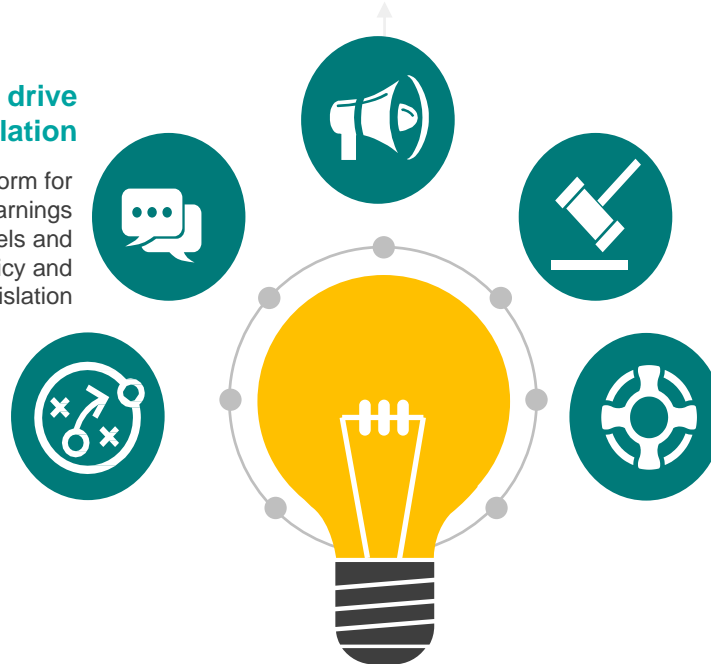 drive
lation
orm for
arnings
els and
icy and
islation